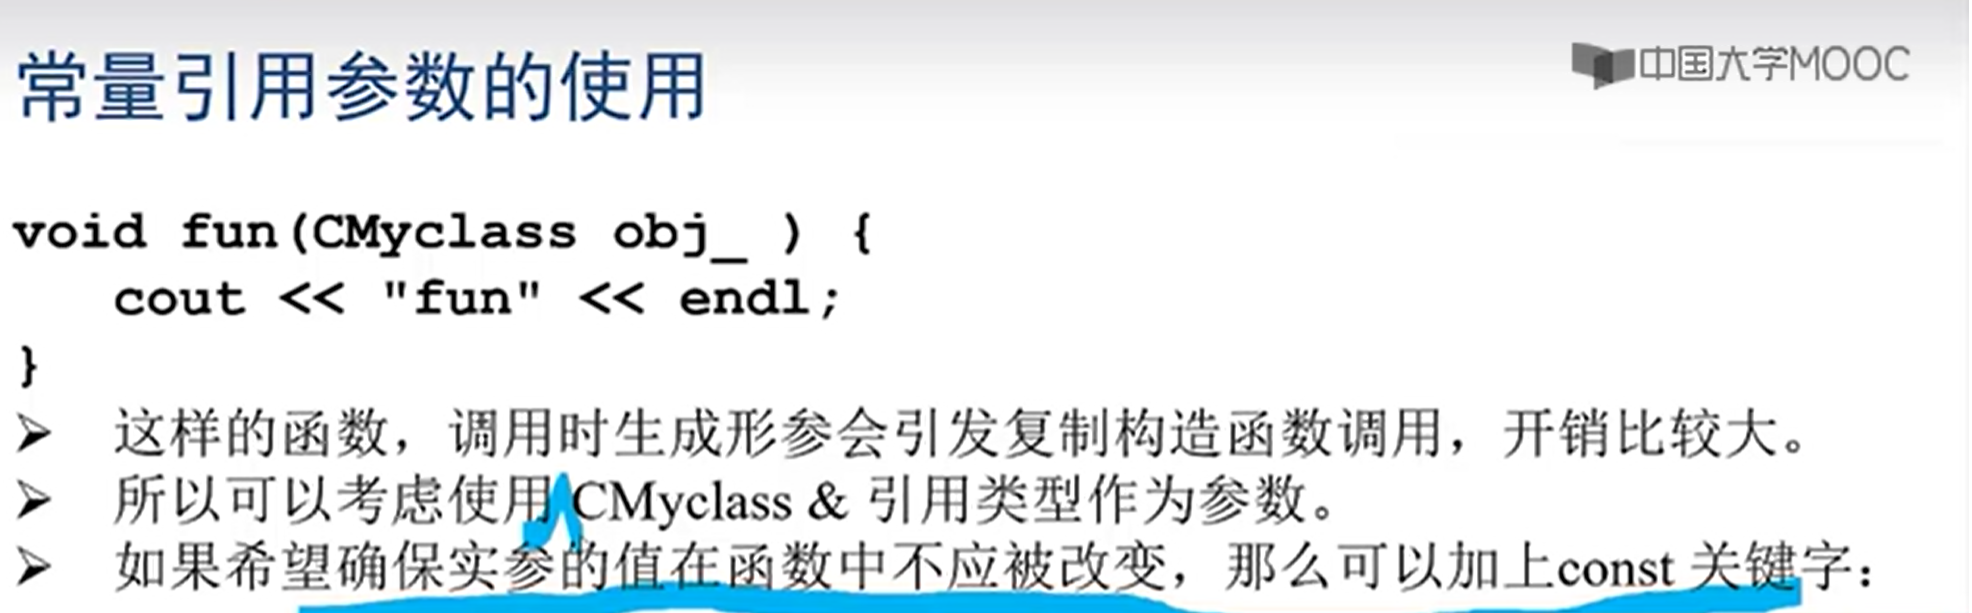 常量引用参数的使用
中国大学MOOC
void fun(CMyclass obj_ ) {
cout << "fun" << endl;
}
➢ 这样的函数，调用时生成形参会引发复制构造函数调用，开销比较大。
➢ 所以可以考虑使用 CMyclass & 引用类型作为参数。
➢ 如果希望确保实参的值在函数中不应被改变，那么可以加上const 关键字：